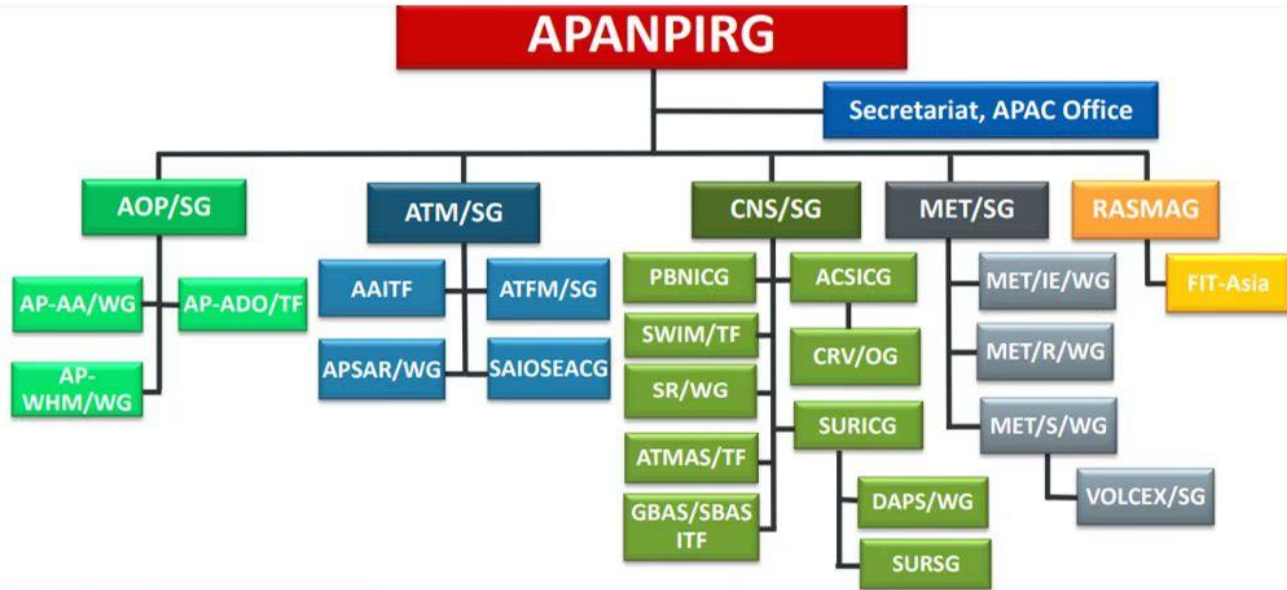 APANPIRG
Secretariat, APAC Office
AOP/SG
ATM/SG
CNS/SG
MET/SG
RASMAG
AP-AA/WG
AP-ADO/TF
AP-
WHM/WG
AAITF
ATFM/SG
APSAR/WG
SAIOSEACG
PBNICG
ACSICG
SWIM/TF
CRV/OG
SR/WG
SURICG
ATMAS/TF
DAPS/WG
GBAS/SBAS
ITF
SURSG
MET/IE/WG
MET/R/WG
MET/S/WG
VOLCEX/SG
FIT-Asia